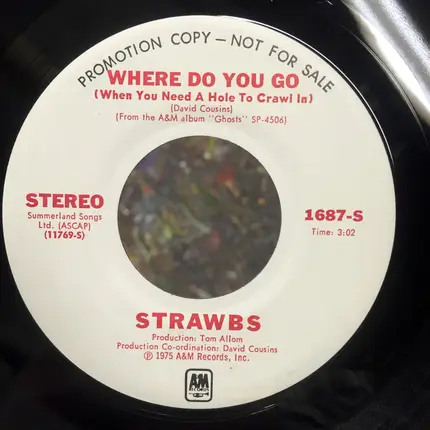 PROMOTION COPY — NOT FOR SALE
WHERE DO YOU GO
(When You Need A Hole To Crawl In)
(David Cousins)
(From the A&M album "Ghosts" SP-4506)
STEREO
Summerland Songs
Ltd. (ASCAP)
(11769-S)
1687-S
Time: 3:02
STRAWBS
Production: Tom Allom
Production Co-ordination: David Cousins
Ⓟ 1975 A&M Records, Inc.
A&M
RECORDS